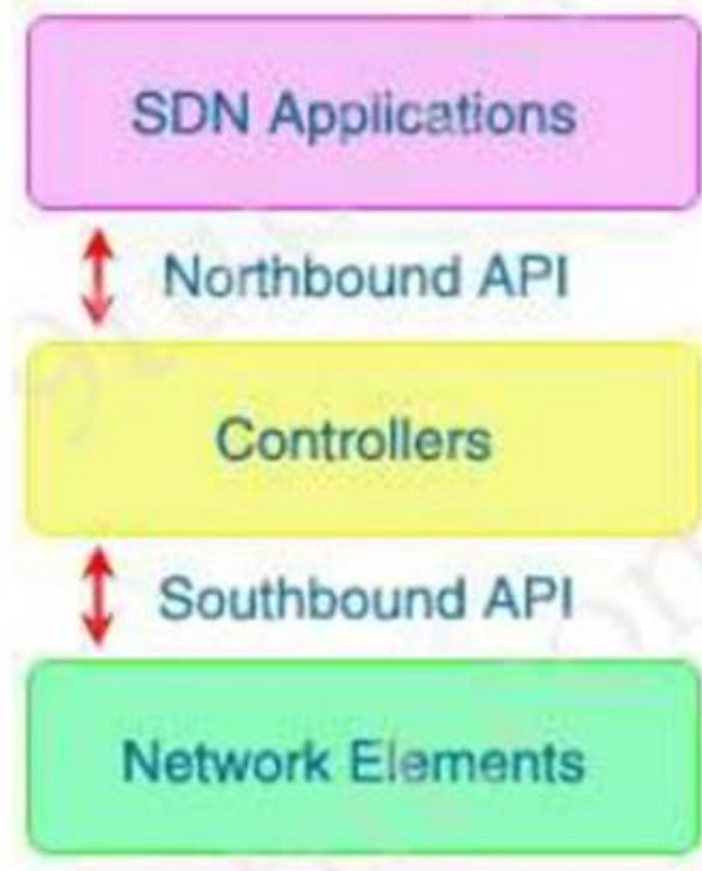 SDN Applications
Northbound API
Controllers
Southbound API
Network Elements